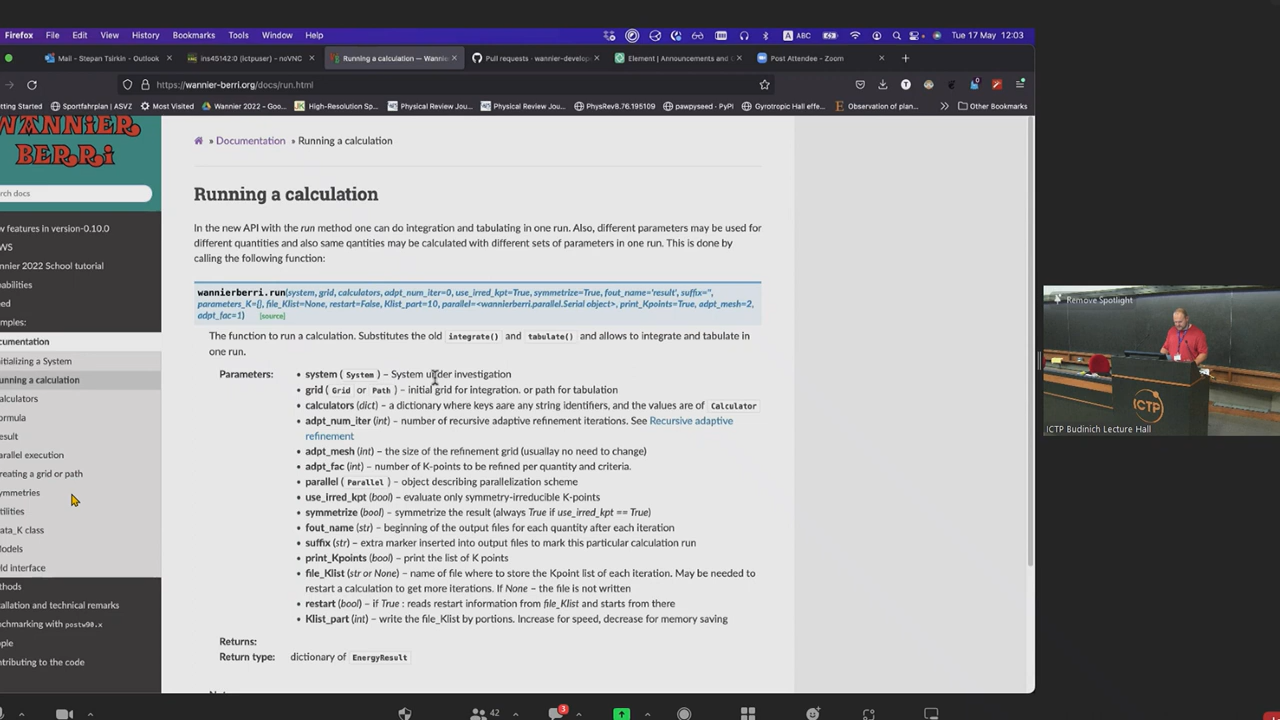 Firefox File Edit View History Bookmarks Tools Window Help ABC Tue 17 May 12:03
Mail - Stepan Tsirkin - Outlook ins45142:0 (ictpuser) - noVNC Running a calculation — Wannie Pull requests · wannier-develop Element | Announcements and Post Attendee - Zoom
https://wannier-berri.org/docs/run.html
tting Started Sportfahrplan | ASVZ Most Visited Wannier 2022 - Goo... High-Resolution Sp... Physical Review Jou... Physical Review Jou... PhysRevB.76.195109 pawpyseed · PyPI Gyrotropic Hall effe... Observation of plan... Other Bookmarks
WANNIER
BERRI
rch docs
w features in version-0.10.0
WS
nnier 2022 School tutorial
pabilities
eed
mples:
cumentation
nitializing a System
unning a calculation
alculators
ormula
esult
arallel execution
reating a grid or path
ymmetries
tilities
ata_K class
odels
ld interface
thods
tallation and technical remarks
nchmarking with postw90.x
ople
ntributing to the code
» Documentation » Running a calculation
Running a calculation
In the new API with the run method one can do integration and tabulating in one run. Also, different parameters may be used for
different quantities and also same qantities may be calculated with different sets of parameters in one run. This is done by
calling the following function:
wannierberri.run(system, grid, calculators, adpt_num_iter=0, use_irred_kpt=True, symmetrize=True, fout_name='result', suffix='',
parameters_K={}, file_Klist=None, restart=False, Klist_part=10, parallel=<wannierberri.parallel.Serial object>, print_Kpoints=True, adpt_mesh=2,
adpt_fac=1) [source]
The function to run a calculation. Substitutes the old integrate() and tabulate() and allows to integrate and tabulate in
one run.
Parameters:
• system ( System ) – System under investigation
• grid ( Grid or Path ) – initial grid for integration. or path for tabulation
• calculators (dict) – a dictionary where keys aare any string identifiers, and the values are of Calculator
• adpt_num_iter (int) – number of recursive adaptive refinement iterations. See Recursive adaptive
refinement
• adpt_mesh (int) – the size of the refinement grid (usuallay no need to change)
• adpt_fac (int) – number of K-points to be refined per quantity and criteria.
• parallel ( Parallel ) – object describing parallelization scheme
• use_irred_kpt (bool) – evaluate only symmetry-irreducible K-points
• symmetrize (bool) – symmetrize the result (always True if use_irred_kpt == True)
• fout_name (str) – beginning of the output files for each quantity after each iteration
• suffix (str) – extra marker inserted into output files to mark this particular calculation run
• print_Kpoints (bool) – print the list of K points
• file_Klist (str or None) – name of file where to store the Kpoint list of each iteration. May be needed to
restart a calculation to get more iterations. If None – the file is not written
• restart (bool) – if True : reads restart information from file_Klist and starts from there
• Klist_part (int) – write the file_Klist by portions. Increase for speed, decrease for memory saving
Returns:
Return type: dictionary of EnergyResult
Remove Spotlight
ICTP
ICTP Budinich Lecture Hall
42
3